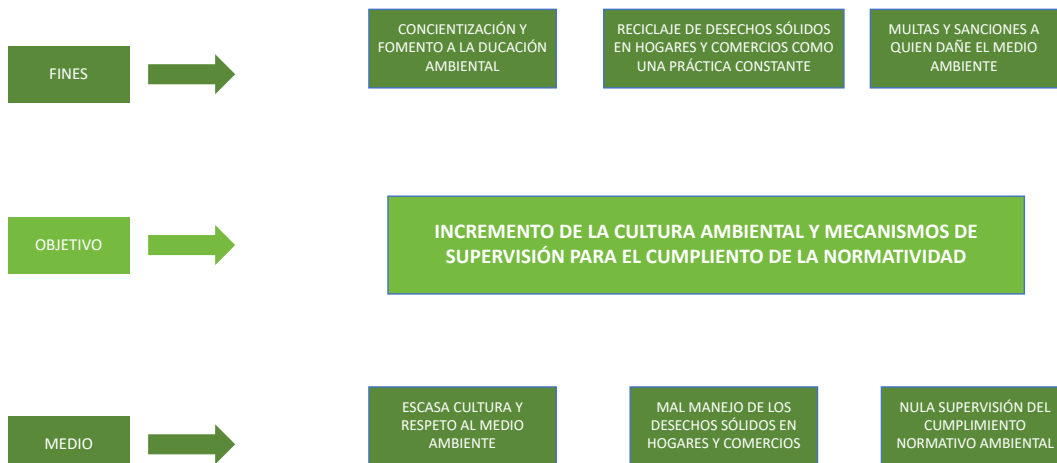 FINES
CONCIENTIZACIÓN Y
FOMENTO A LA DUCACIÓN
AMBIENTAL
RECICLAJE DE DESECHOS SÓLIDOS
EN HOGARES Y COMERCIOS COMO
UNA PRÁCTICA CONSTANTE
MULTAS Y SANCIONES A
QUIEN DAÑE EL MEDIO
AMBIENTE
OBJETIVO
INCREMENTO DE LA CULTURA AMBIENTAL Y MECANISMOS DE
SUPERVISIÓN PARA EL CUMPLIENTO DE LA NORMATIVIDAD
MEDIO
ESCASA CULTURA Y
RESPETO AL MEDIO
AMBIENTE
MAL MANEJO DE LOS
DESECHOS SÓLIDOS EN
HOGARES Y COMERCIOS
NULA SUPERVISIÓN DEL
CUMPLIMIENTO
NORMATIVO AMBIENTAL